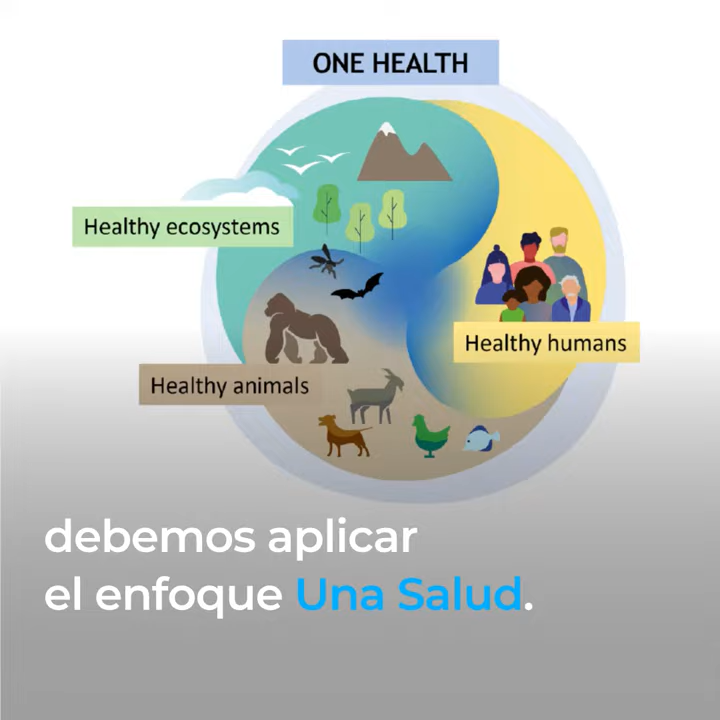 ONE HEALTH
Healthy ecosystems
Healthy humans
Healthy animals
debemos aplicar
el enfoque Una Salud.